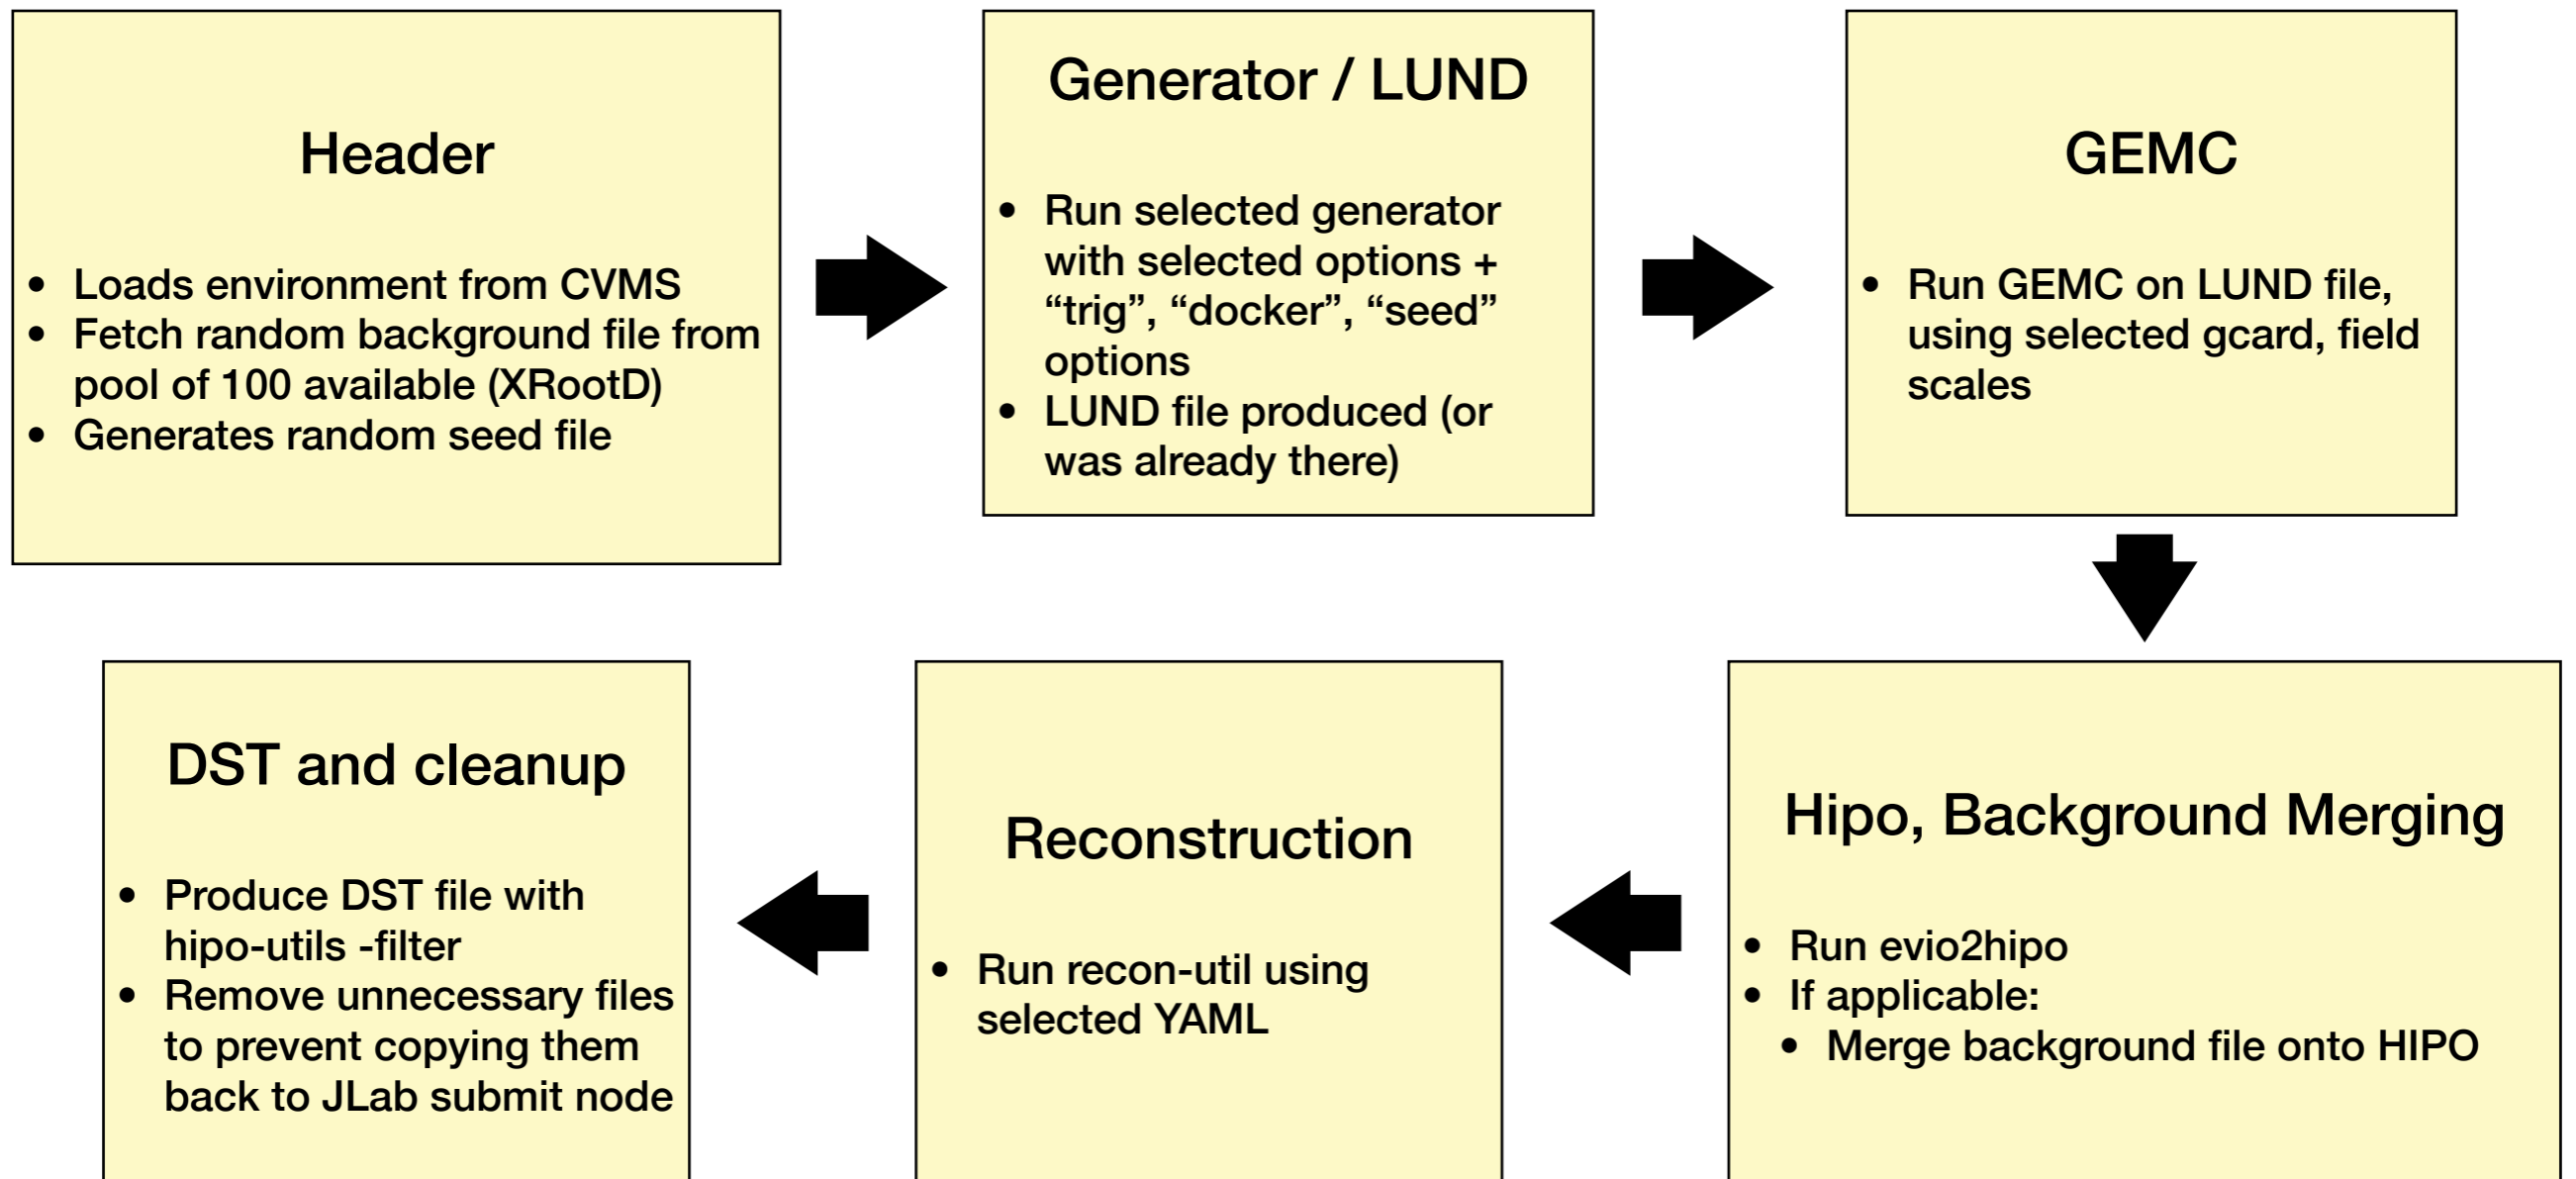 Header
• Loads environment from CVMS
• Fetch random background file from
pool of 100 available (XRootD)
• Generates random seed file
Generator / LUND
• Run selected generator
with selected options +
“trig”, “docker”, “seed”
options
• LUND file produced (or
was already there)
GEMC
• Run GEMC on LUND file,
using selected gcard, field
scales
Hipo, Background Merging
• Run evio2hipo
• If applicable:
• Merge background file onto HIPO
Reconstruction
• Run recon-util using
selected YAML
DST and cleanup
• Produce DST file with
hipo-utils -filter
• Remove unnecessary files
to prevent copying them
back to JLab submit node